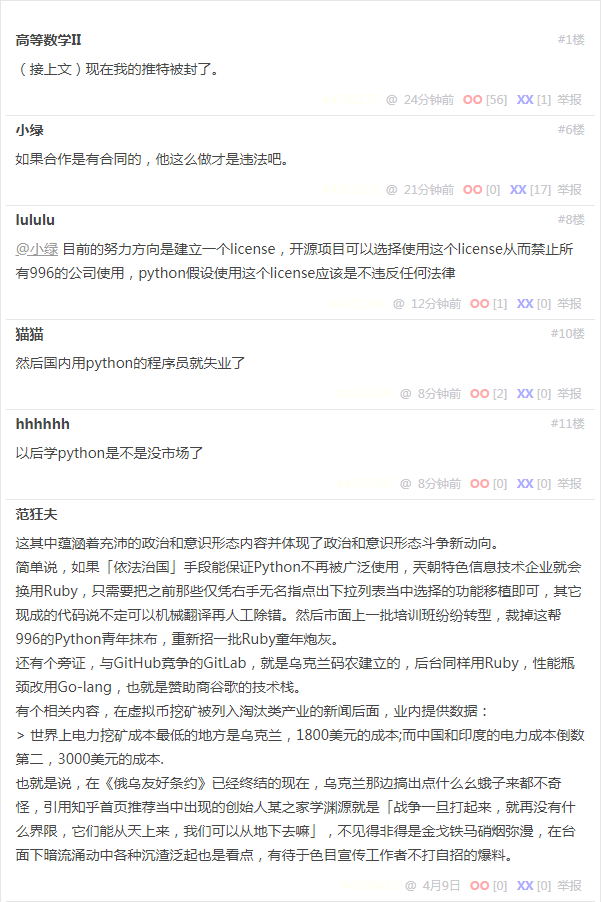 高等数学II #1楼
（接上文）现在我的推特被封了。
@ 24分钟前 OO [56] XX [1] 举报
小绿 #6楼
如果合作是有合同的，他这么做才是违法吧。
@ 21分钟前 OO [0] XX [17] 举报
lululu #8楼
@小绿 目前的努力方向是建立一个license，开源项目可以选择使用这个license从而禁止所
有996的公司使用，python假设使用这个license应该是不违反任何法律
@ 12分钟前 OO [1] XX [0] 举报
猫猫 #10楼
然后国内用python的程序员就失业了
@ 8分钟前 OO [2] XX [0] 举报
hhhhhh #11楼
以后学python是不是没市场了
@ 8分钟前 OO [0] XX [0] 举报
范狂夫
这其中蕴涵着充沛的政治和意识形态内容并体现了政治和意识形态斗争新动向。
简单说，如果「依法治国」手段能保证Python不再被广泛使用，天朝特色信息技术企业就会
换用Ruby，只需要把之前那些仅凭右手无名指点出下拉列表当中选择的功能移植即可，其它
现成的代码说不定可以机械翻译再人工除错。然后市面上一批培训班纷纷转型，裁掉这帮
996的Python青年抹布，重新招一批Ruby童年炮灰。
还有个旁证，与GitHub竞争的GitLab，就是乌克兰码农建立的，后台同样用Ruby，性能瓶
颈改用Go-lang，也就是赞助商谷歌的技术栈。
有个相关内容，在虚拟币挖矿被列入淘汰类产业的新闻后面，业内提供数据：
> 世界上电力挖矿成本最低的地方是乌克兰，1800美元的成本;而中国和印度的电力成本倒数
第二，3000美元的成本.
也就是说，在《俄乌友好条约》已经终结的现在，乌克兰那边搞出点什么幺蛾子来都不奇
怪，引用知乎首页推荐当中出现的创始人某之家学渊源就是「战争一旦打起来，就再没有什
么界限，它们能从天上来，我们可以从地下去嘛」，不见得非得是金戈铁马硝烟弥漫，在台
面下暗流涌动中各种沉渣泛起也是看点，有待于色目宣传工作者不打自招的爆料。
@ 4月9日 OO [0] XX [0] 举报